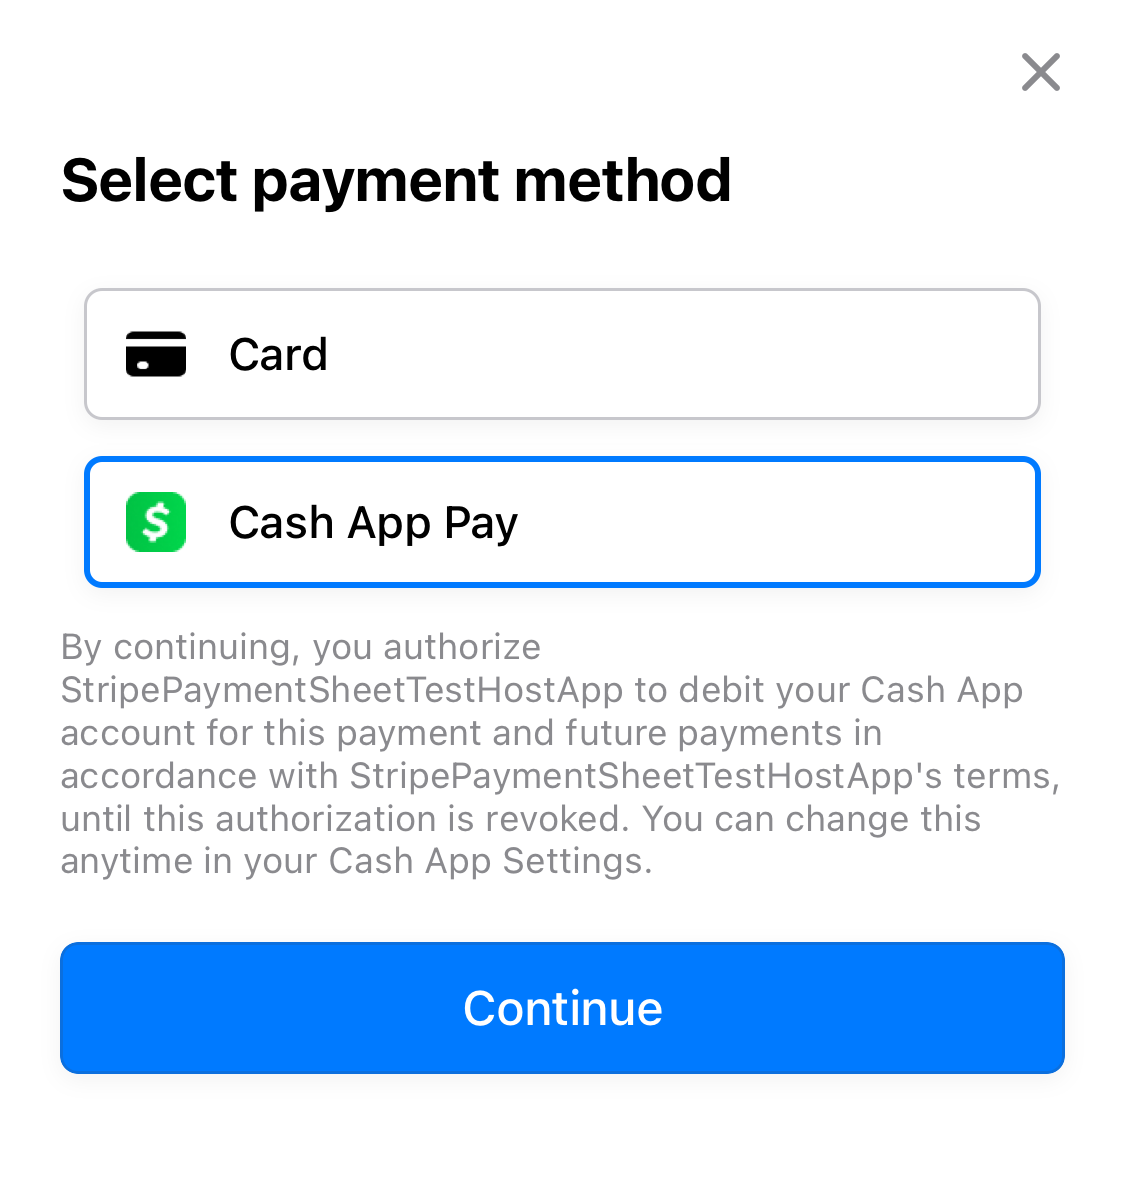 Select payment method
Card
$
Cash App Pay
By continuing, you authorize
StripePaymentSheetTestHostApp to debit your Cash App
account for this payment and future payments in
accordance with StripePaymentSheetTestHostApp's terms,
until this authorization is revoked. You can change this
anytime in your Cash App Settings.
Continue